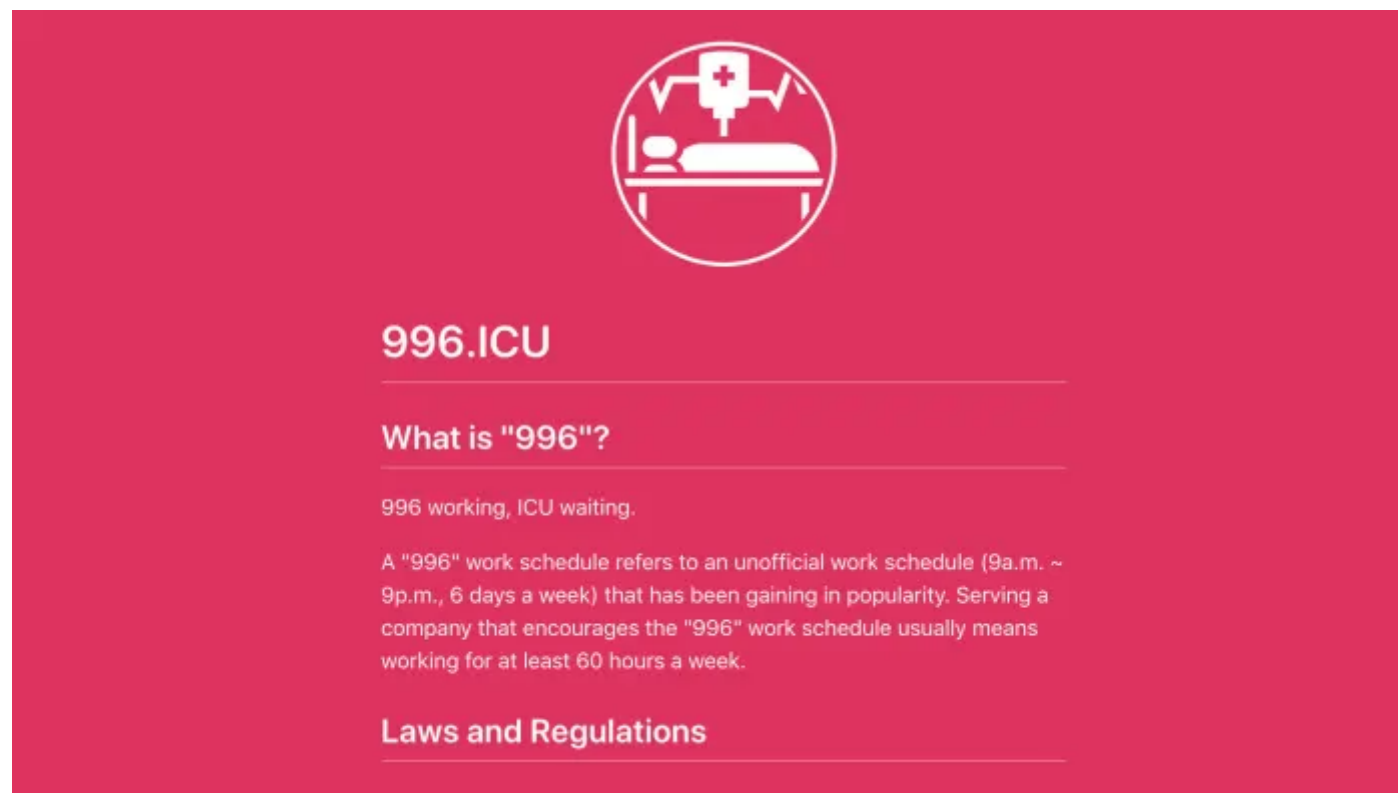 996.ICU
What is "996"?
996 working, ICU waiting.
A "996" work schedule refers to an unofficial work schedule (9a.m. ~
9p.m., 6 days a week) that has been gaining in popularity. Serving a
company that encourages the "996" work schedule usually means
working for at least 60 hours a week.
Laws and Regulations